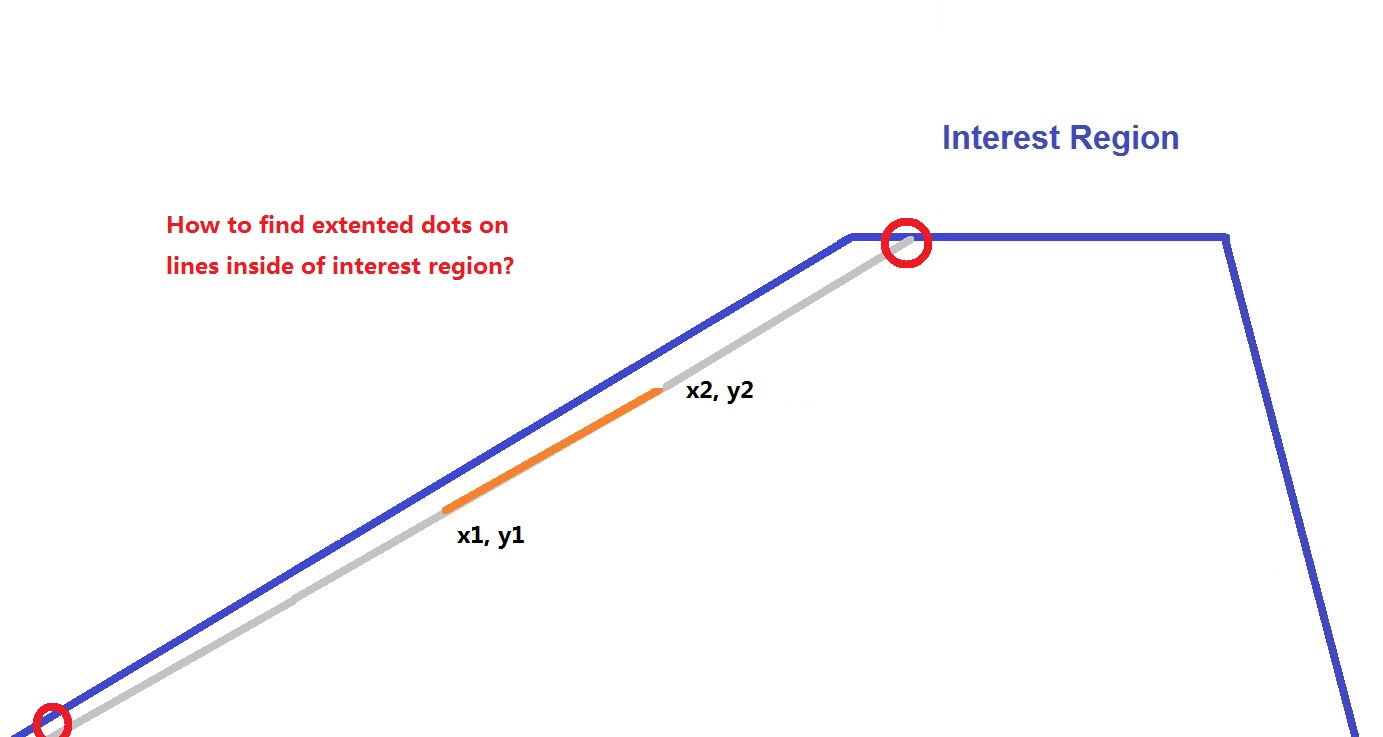 Interest Region
How to find extented dots on
lines inside of interest region?
x2, y2
x1, y1